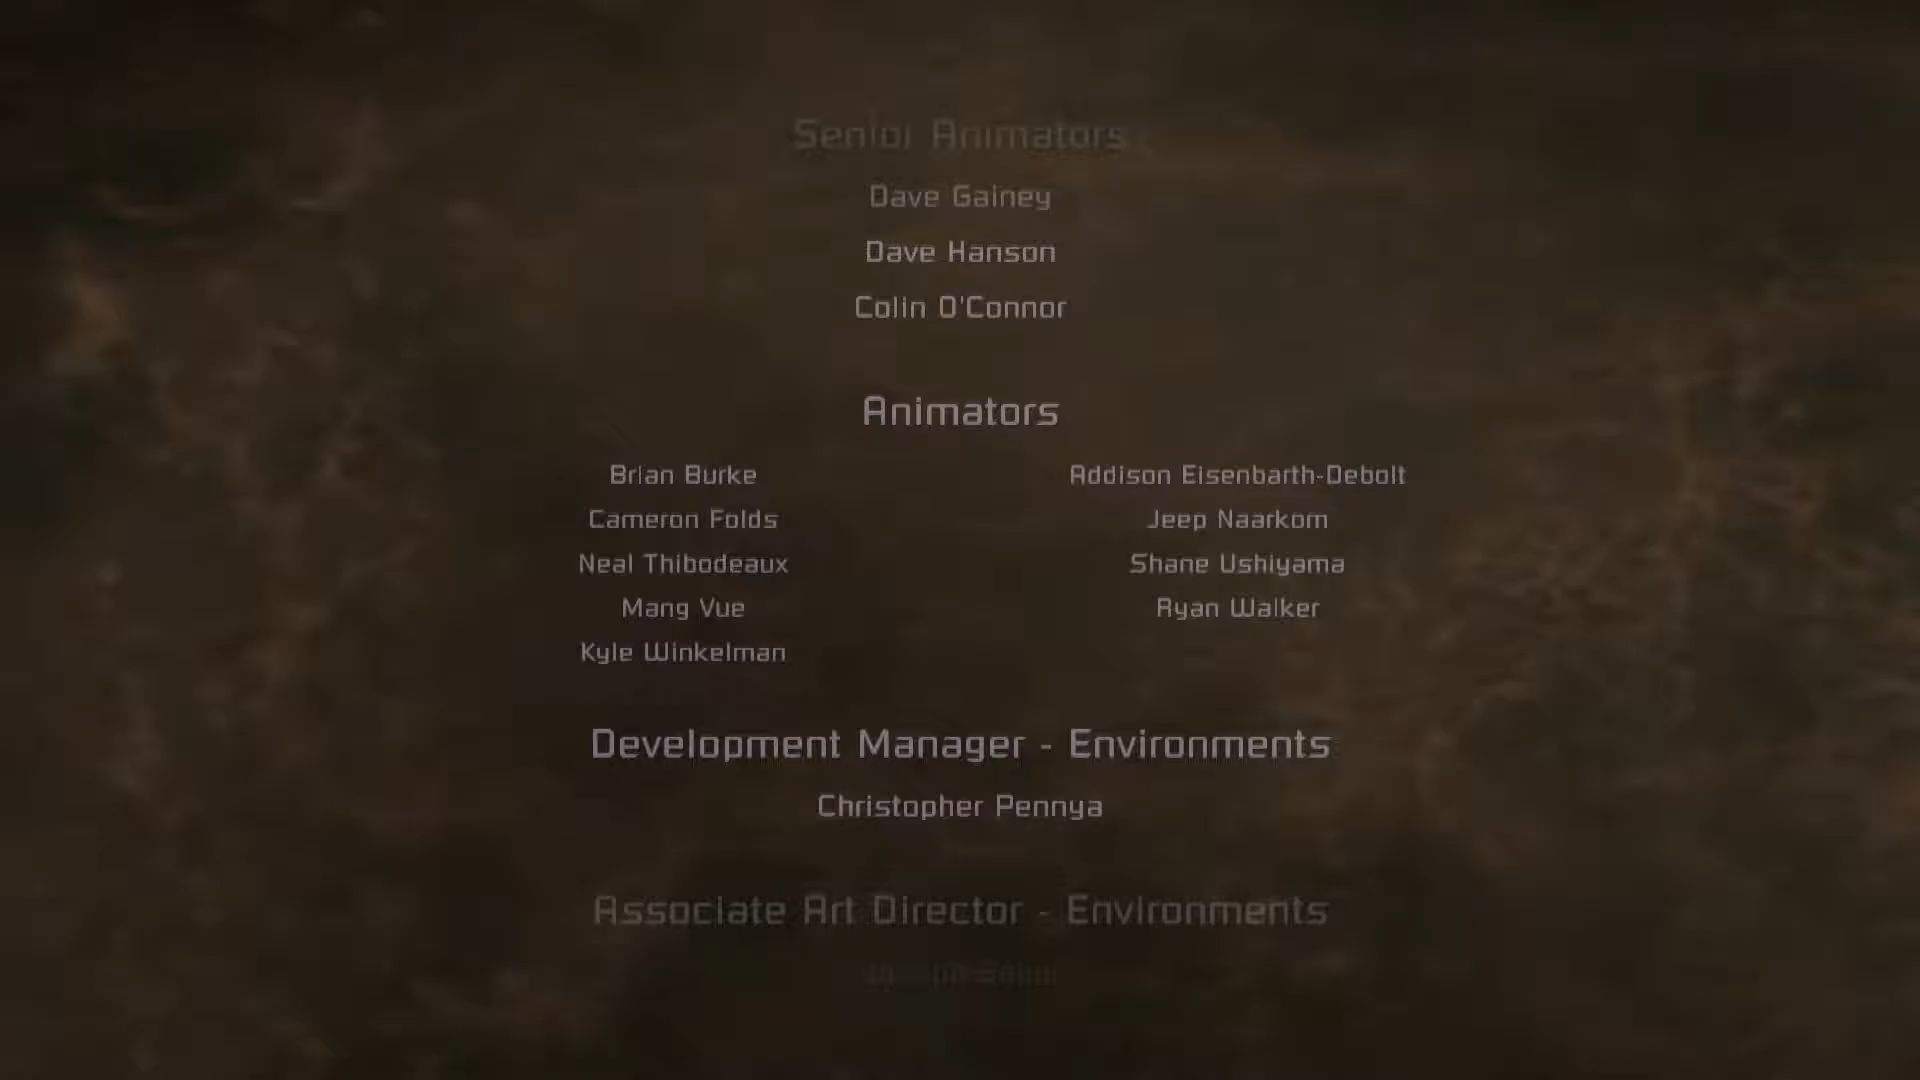 Senior Animators
Dave Gainey
Dave Hanson
Colin O'Connor
Animators
Brian Burke
Addison Eisenbarth-Debolt
Cameron Folds
Jeep Naarkom
Neal Thibodeaux
Shane Ushiyama
Mang Vue
Ryan Walker
Kyle Winkelman
Development Manager - Environments
Christopher Pennya
Associate Art Director - Environments